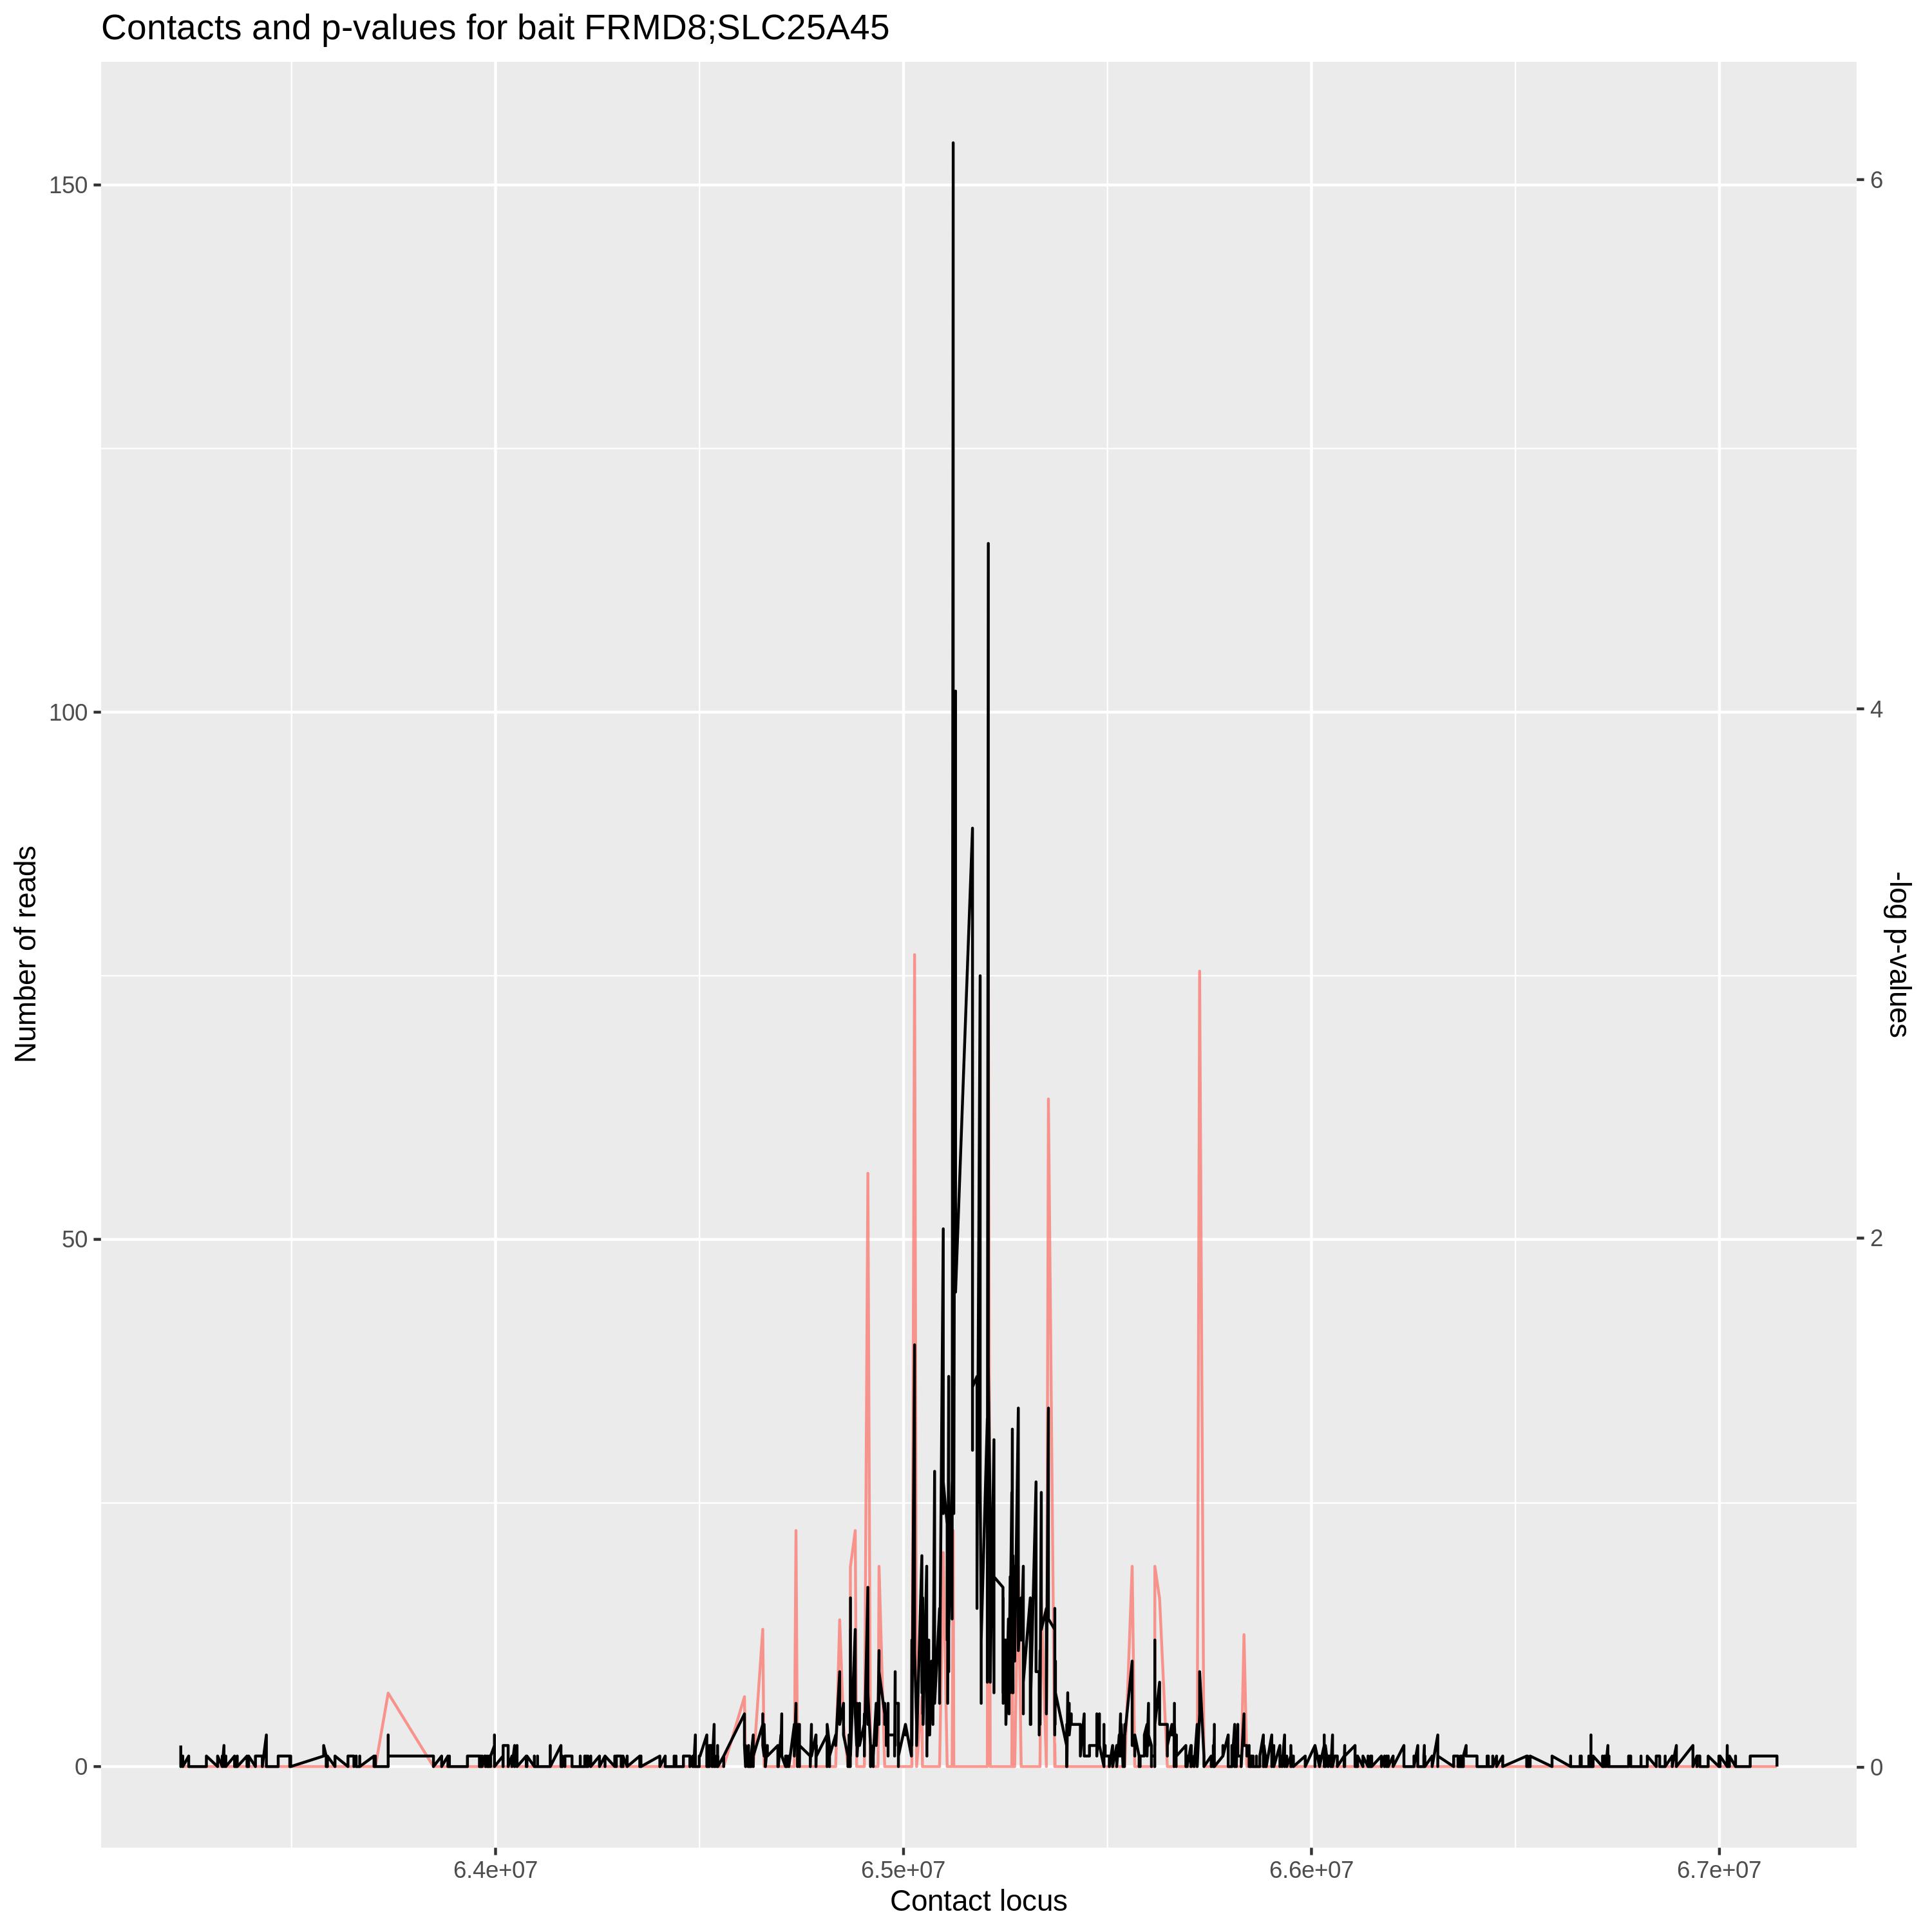 Contacts and p-values for bait FRMD8;SLC25A45
150
100
50
0
Number of reads
6
4
2
0
-log p-values
6.4e+07
6.5e+07
6.6e+07
6.7e+07
Contact locus